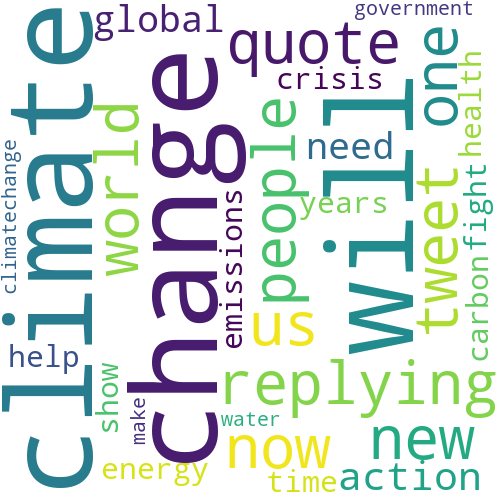 government
global
quote
crisis
one
climate
change
will
world
people
need
health
climatechange
years
emissions
tweet
fight
carbon
us
help
show
replying
make
water
now
new
energy
time
action